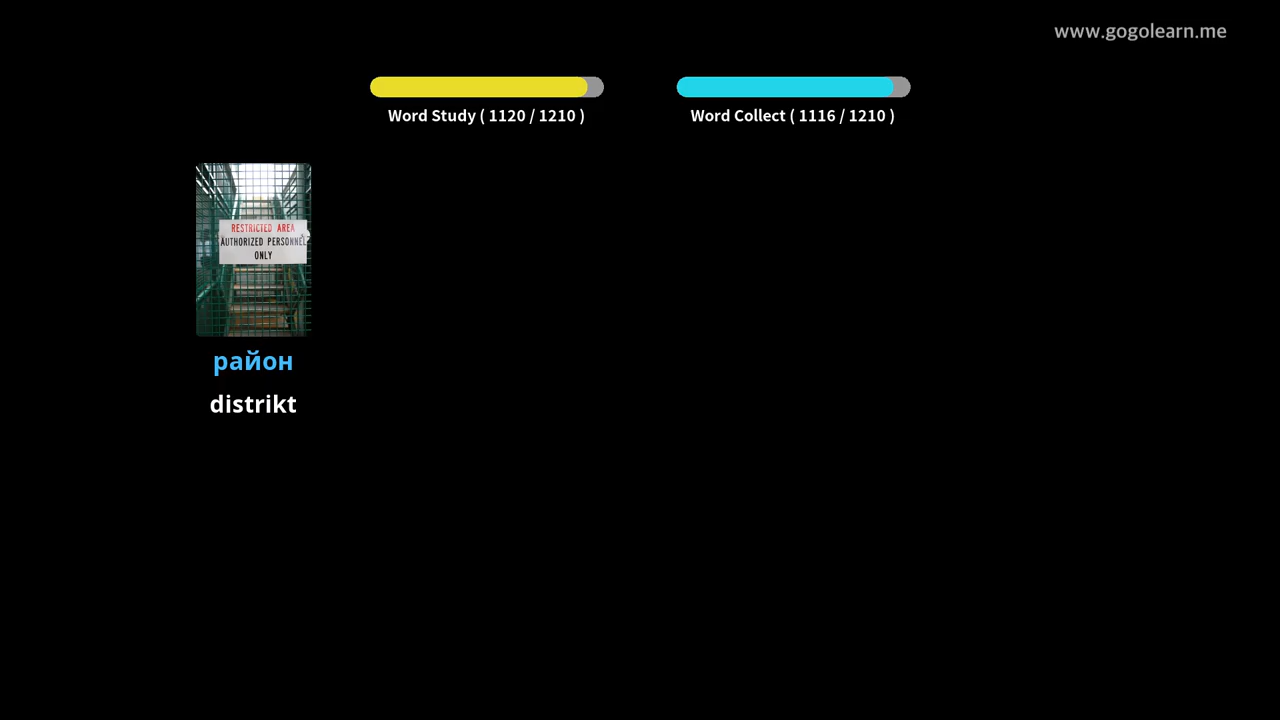 www.gogolearn.me
Word Study ( 1120 / 1210 )
Word Collect ( 1116 / 1210 )
RESTRICTED AREA
AUTHORIZED PERSONNEL
ONLY
район
distrikt